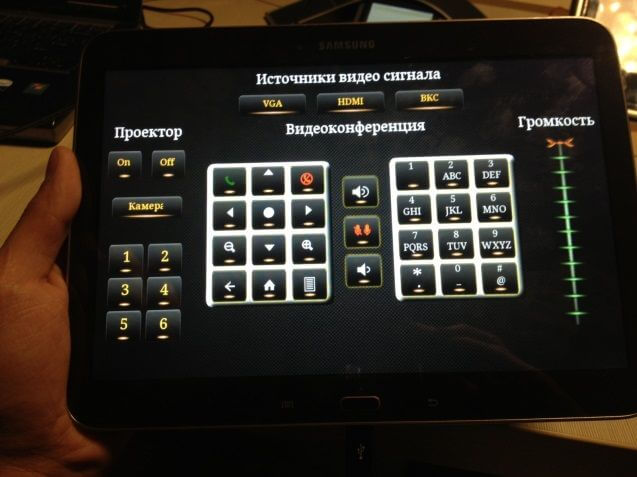 SAMSUNG
Источники видео сигнала
VGA HDMI ВКС
Проектор Видеоконференция Громкость
On Off
Камера
1 2
3 4
5 6
1 2 ABC 3 DEF
4 GHI 5 JKL 6 MNO
7 PQRS 8 TUV 9 WXYZ
* . 0 _ # @